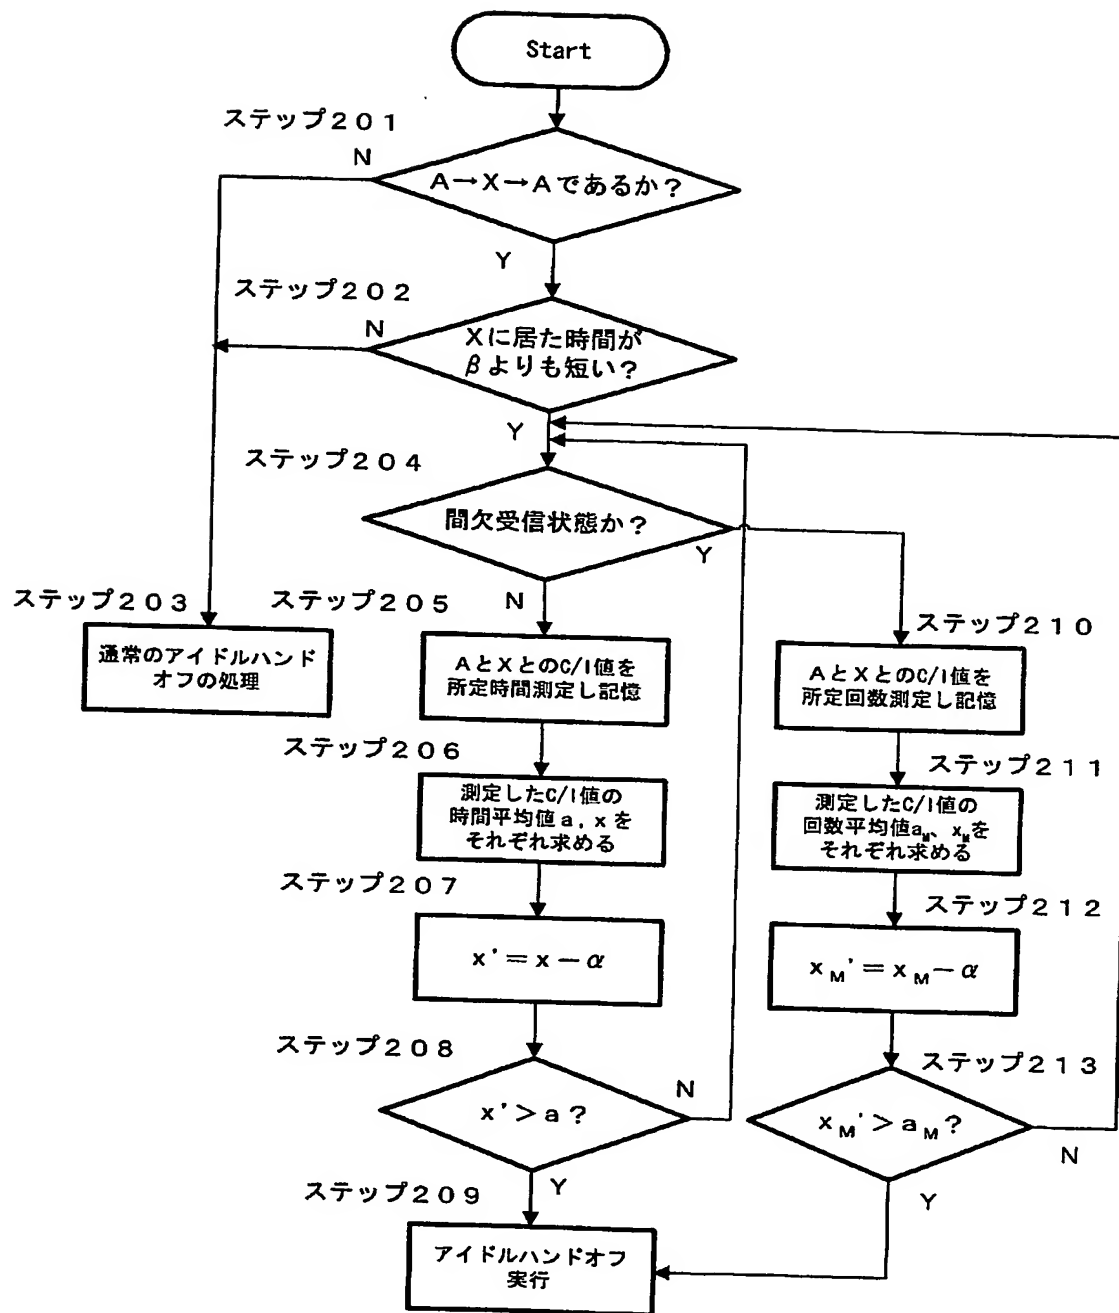 Start
ステップ201
N
A→X→Aであるか？
Y
ステップ202
N
Xに居た時間が
βよりも短い？
Y
ステップ204
間欠受信状態か？
Y
N
ステップ203
通常のアイドルハンド
オフの処理
ステップ205
AとXとのC/I値を
所定時間測定し記憶
ステップ206
測定したC/I値の
時間平均値a，xを
それぞれ求める
ステップ207
x'＝x－α
ステップ208
x'＞a？
N
Y
ステップ209
アイドルハンドオフ
実行
ステップ210
AとXとのC/I値を
所定回数測定し記憶
ステップ211
測定したC/I値の
回数平均値aM、xMを
それぞれ求める
ステップ212
xM'＝xM－α
ステップ213
xM'＞aM？
N
Y